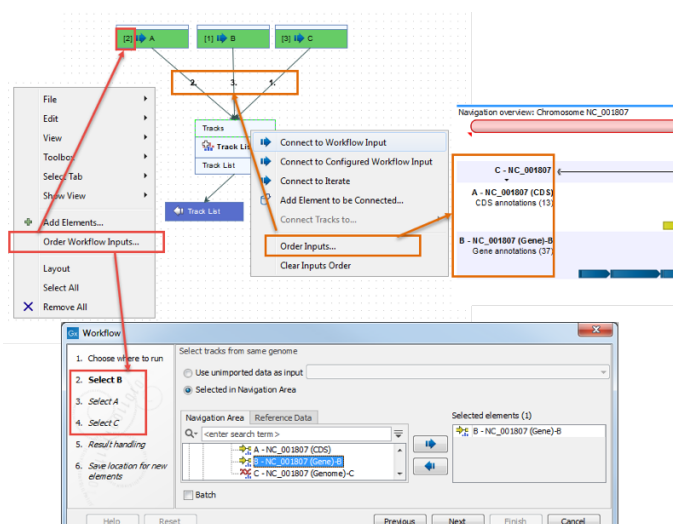 [2] A
[1] B
[3] C
2.
3.
1.
File
Edit
View
Toolbox
Select Tab
Show View
Add Elements...
Order Workflow Inputs...
Layout
Select All
Remove All
Tracks
Track List
Track List
Connect to Workflow Input
Connect to Configured Workflow Input
Connect to Iterate
Add Element to be Connected...
Connect Tracks to...
Order Inputs...
Clear Inputs Order
Navigation overview: Chromosome NC_001807
C - NC_001807
A - NC_001807 (CDS)
CDS annotations (13)
B - NC_001807 (Gene)-B
Gene annotations (37)
Gx Workflow
1. Choose where to run
2. Select B
3. Select A
4. Select C
5. Result handling
6. Save location for new
elements
Select tracks from same genome
Use unimported data as input
Selected in Navigation Area
Navigation Area Reference Data
<enter search term>
A - NC_001807 (CDS)
B - NC_001807 (Gene)-B
C - NC_001807 (Genome)-C
Batch
Selected elements (1)
B - NC_001807 (Gene)-B
Help Reset Previous Next Finish Cancel